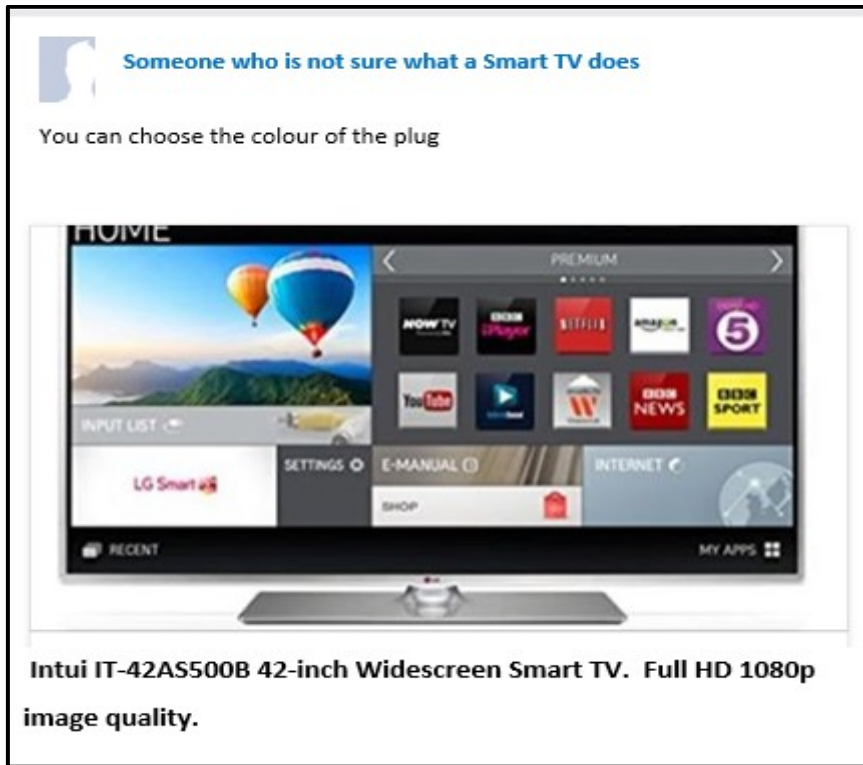 Someone who is not sure what a Smart TV does
You can choose the colour of the plug
HOME
PREMIUM
NOW TV
BBC iPlayer
NETFLIX
amazon
5
YouTube
BBC NEWS
BBC SPORT
INPUT LIST
LG Smart
SETTINGS
E-MANUAL
INTERNET
SHOP
RECENT
MY APPS
LG
Intui IT-42AS500B 42-inch Widescreen Smart TV. Full HD 1080p
image quality.